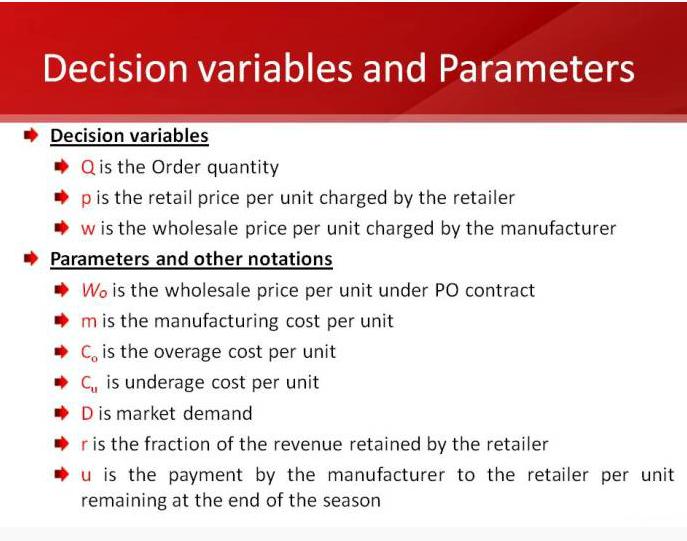 Decision variables and Parameters
Decision variables
Q is the Order quantity
p is the retail price per unit charged by the retailer
w is the wholesale price per unit charged by the manufacturer
Parameters and other notations
Wo is the wholesale price per unit under PO contract
m is the manufacturing cost per unit
Co is the overage cost per unit
Cu is underage cost per unit
D is market demand
r is the fraction of the revenue retained by the retailer
u is the payment by the manufacturer to the retailer per unit
remaining at the end of the season